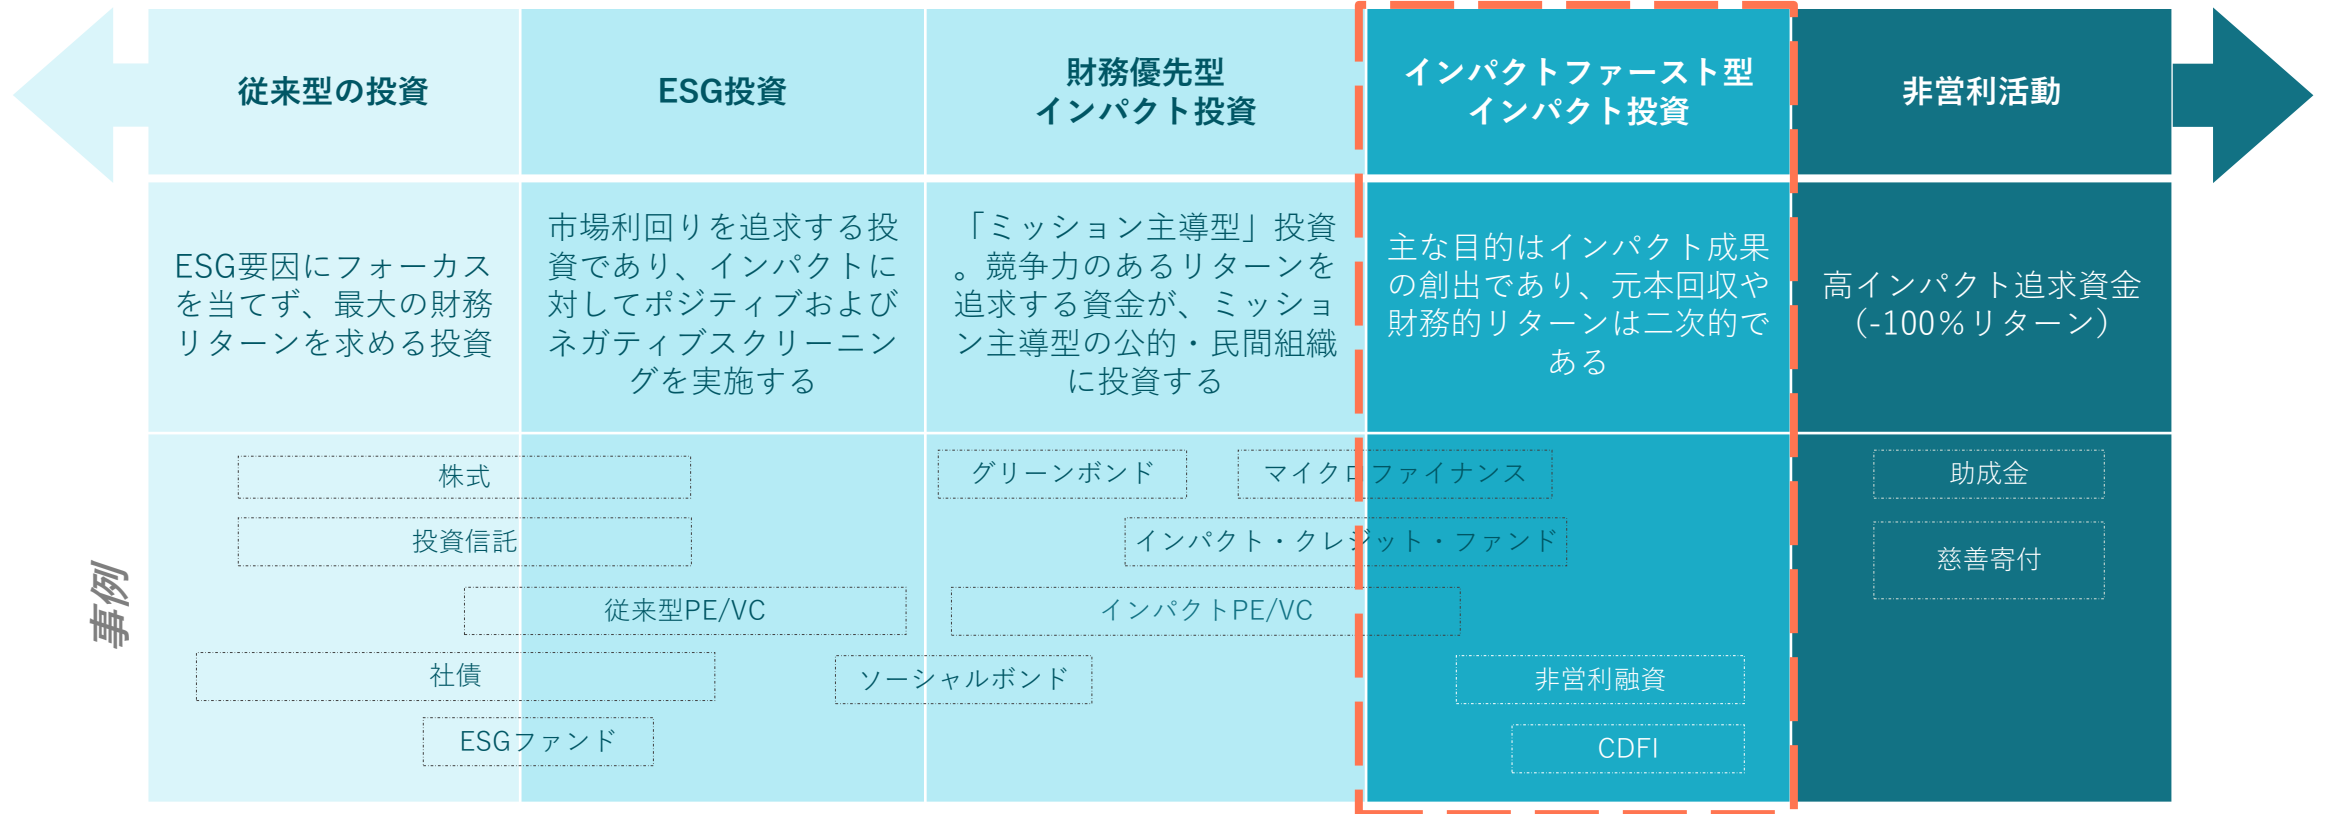 従来型の投資
ESG投資
財務優先型
インパクト投資
インパクトファースト型
インパクト投資
非営利活動
ESG要因にフォーカス
を当てず、最大の財務
リターンを求める投資
市場利回りを追求する投
資であり、インパクトに
対してポジティブおよび
ネガティブスクリーニン
グを実施する
「ミッション主導型」投資
。競争力のあるリターンを
追求する資金が、ミッショ
ン主導型の公的・民間組織
に投資する
主な目的はインパクト成果
の創出であり、元本回収や
財務的リターンは二次的で
ある
高インパクト追求資金
（-100％リターン）
事例
株式
グリーンボンド
マイクロファイナンス
助成金
投資信託
インパクト・クレジット・ファンド
慈善寄付
従来型PE/VC
インパクトPE/VC
社債
ソーシャルボンド
非営利融資
ESGファンド
CDFI